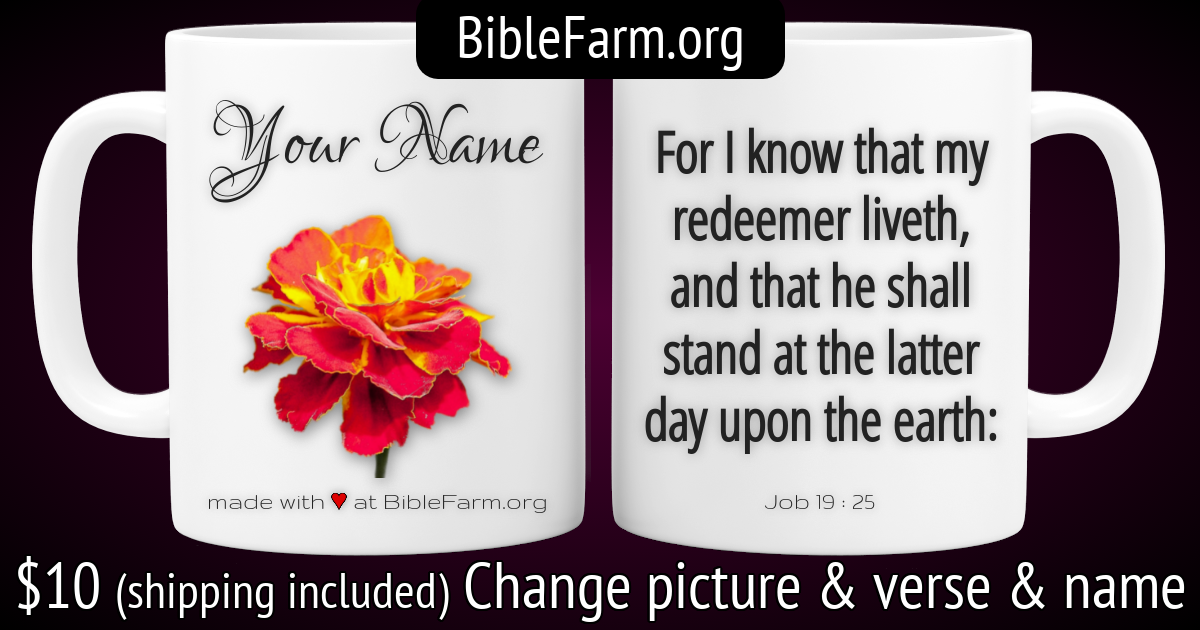 BibleFarm.org
Your Name
made with ♥ at BibleFarm.org
For I know that my
redeemer liveth,
and that he shall
stand at the latter
day upon the earth:
Job 19 : 25
$10 (shipping included) Change picture & verse & name